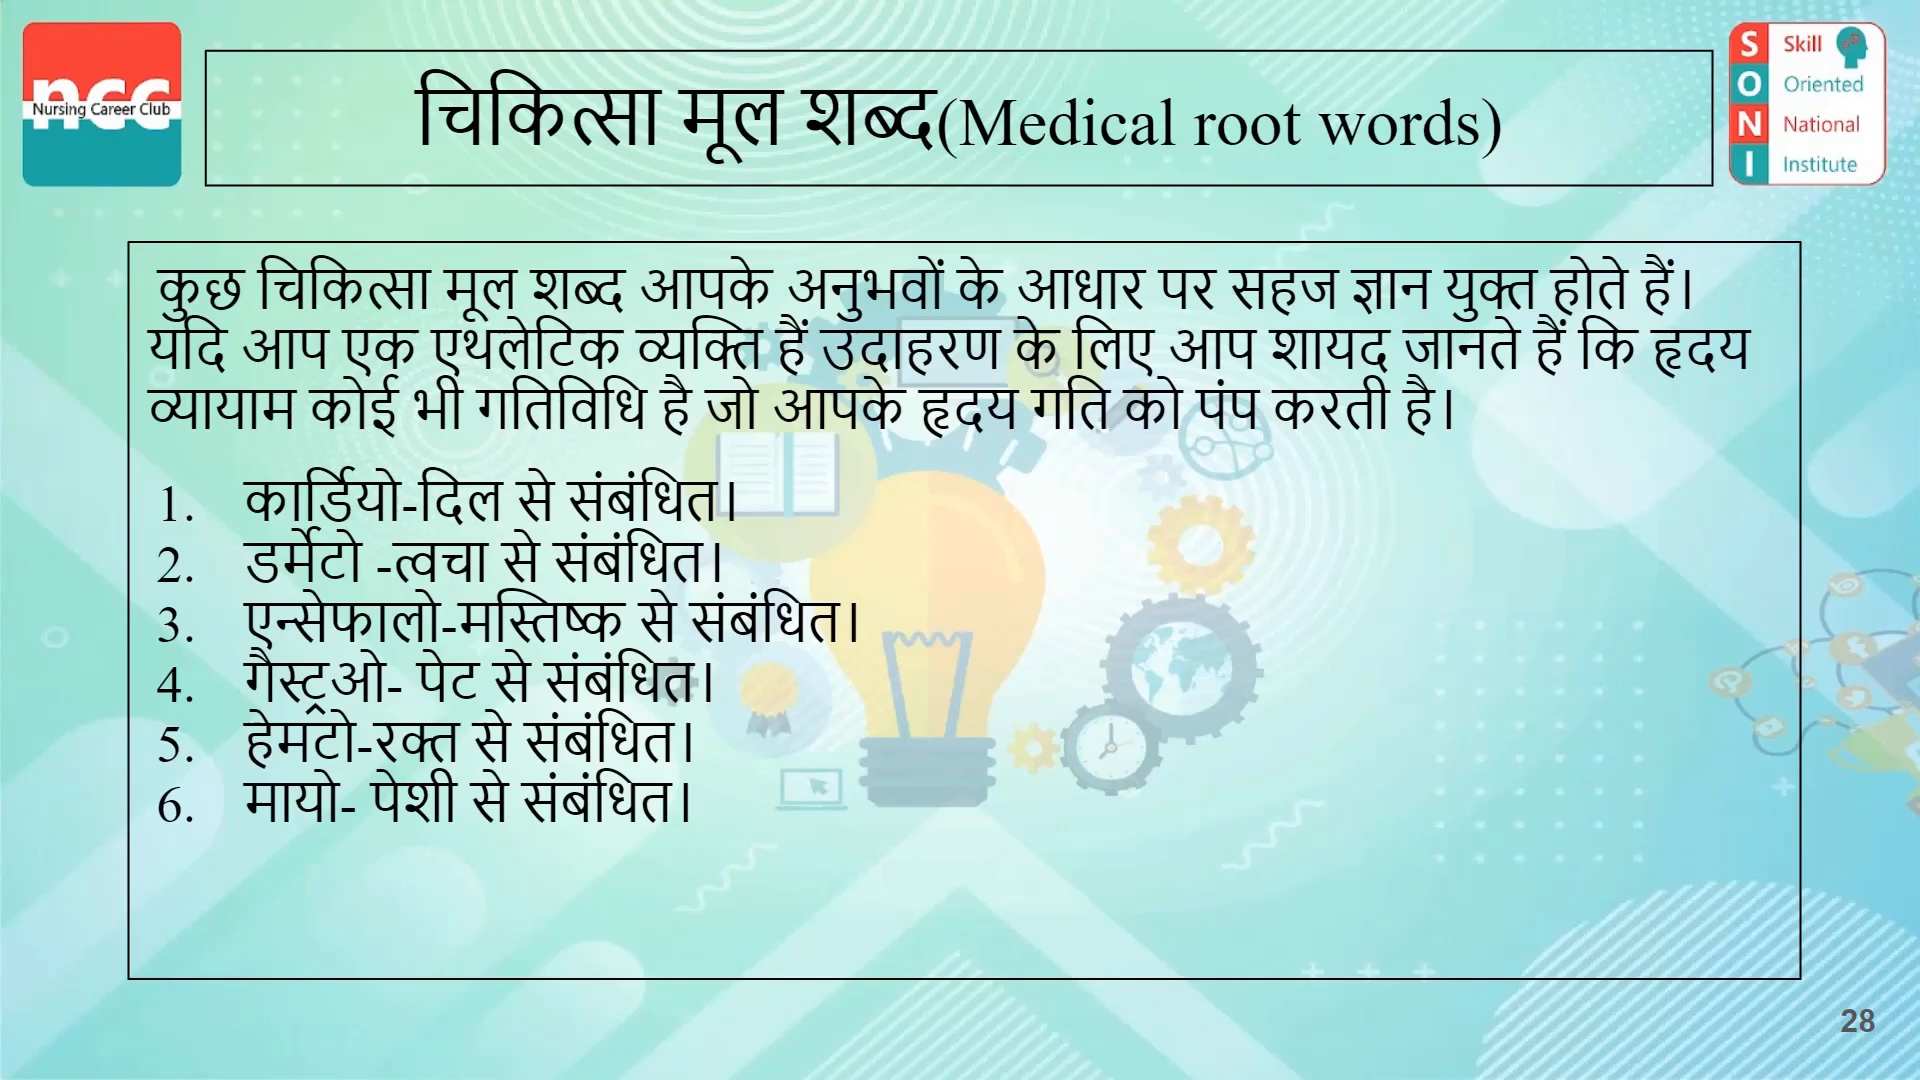 ncc
Nursing Career Club
चिकित्सा मूल शब्द(Medical root words)
S Skill
O Oriented
N National
I Institute
कुछ चिकित्सा मूल शब्द आपके अनुभवों के आधार पर सहज ज्ञान युक्त होते हैं।
यदि आप एक एथलेटिक व्यक्ति हैं उदाहरण के लिए आप शायद जानते हैं कि हृदय
व्यायाम कोई भी गतिविधि है जो आपके हृदय गति को पंप करती है।
1. कार्डियो-दिल से संबंधित।
2. डर्मेटो -त्वचा से संबंधित।
3. एन्सेफालो-मस्तिष्क से संबंधित।
4. गैस्ट्रओ- पेट से संबंधित।
5. हेमटो-रक्त से संबंधित।
6. मायो- पेशी से संबंधित।
28